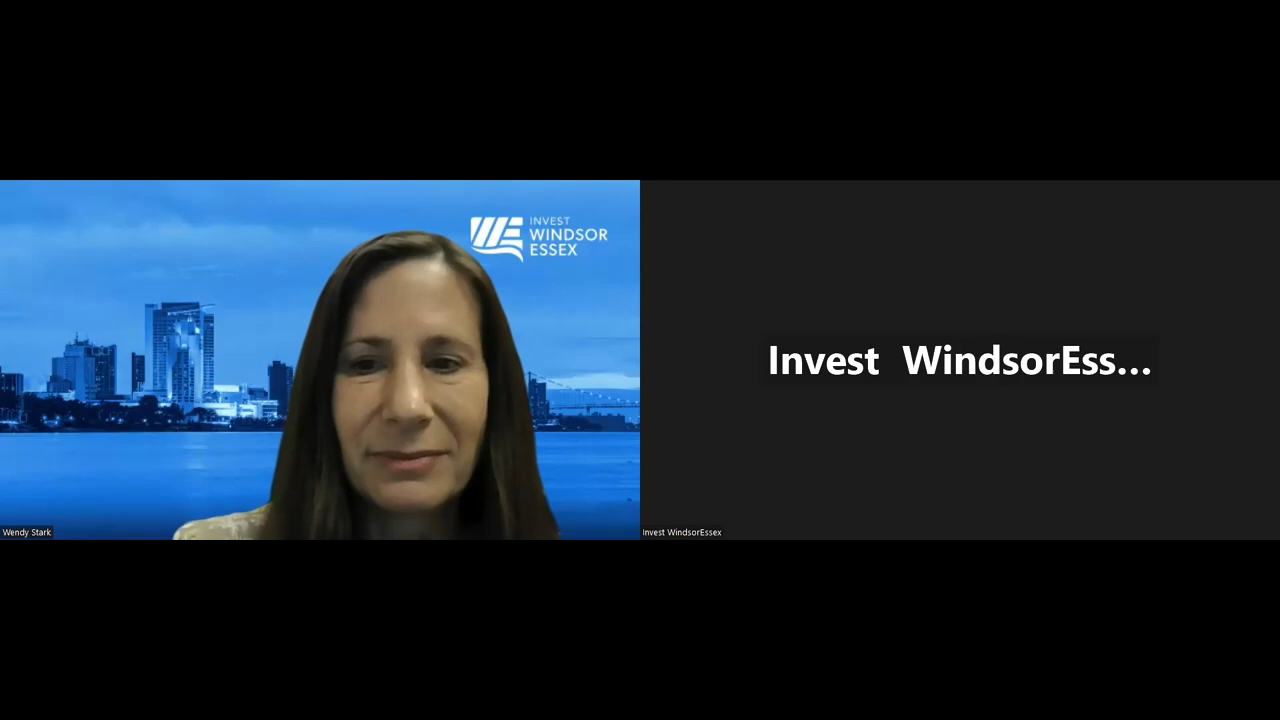 INVEST
WINDSOR
ESSEX
Invest WindsorEss...
Wendy Stark
Invest WindsorEssex